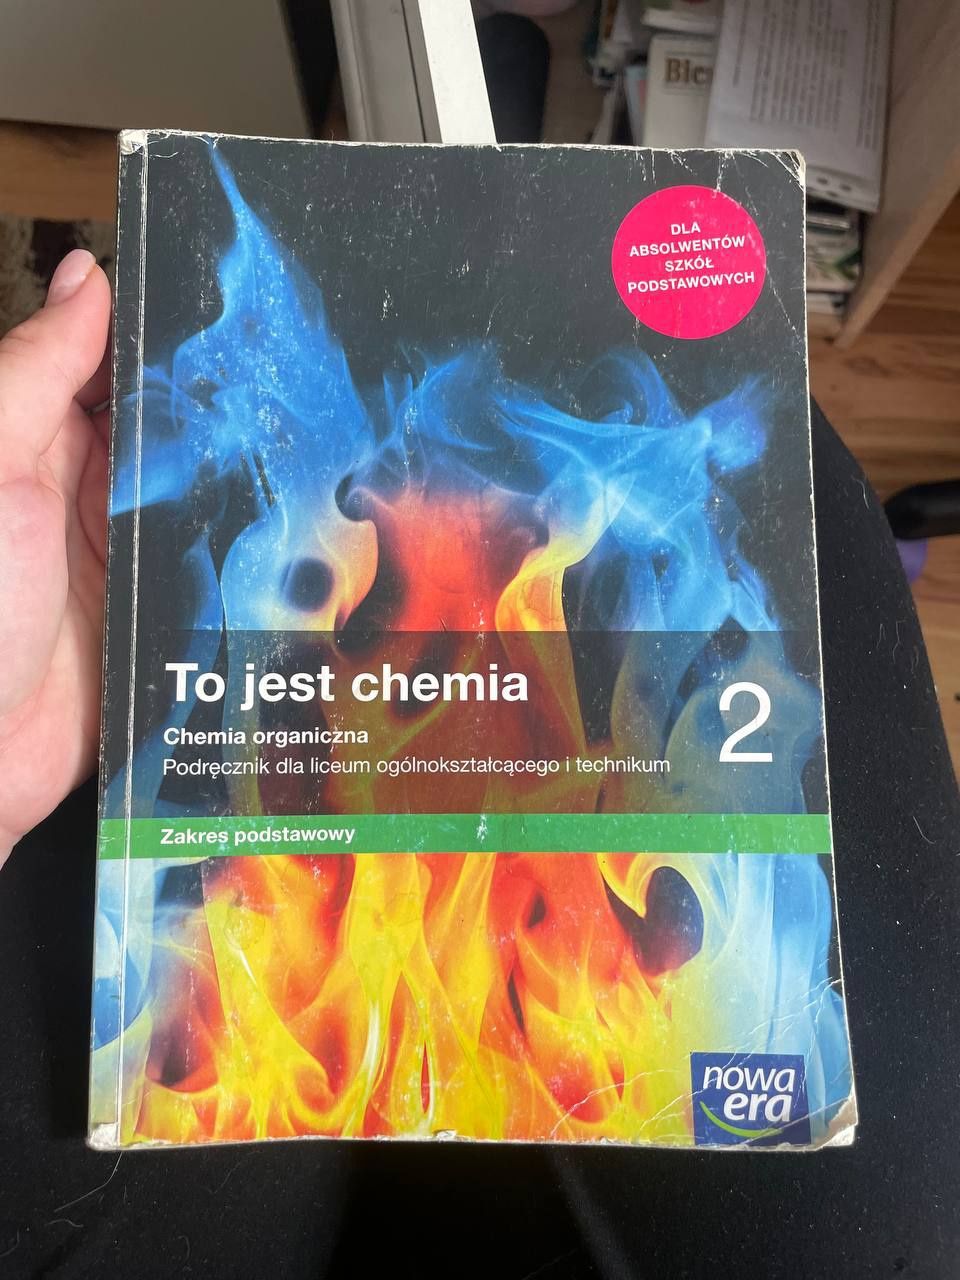 Bie
DLA
ABSOLWENTÓW
SZKÓŁ
PODSTAWOWYCH
To jest chemia
2
Chemia organiczna
Podręcznik dla liceum ogólnokształcącego i technikum
Zakres podstawowy
nowa
era